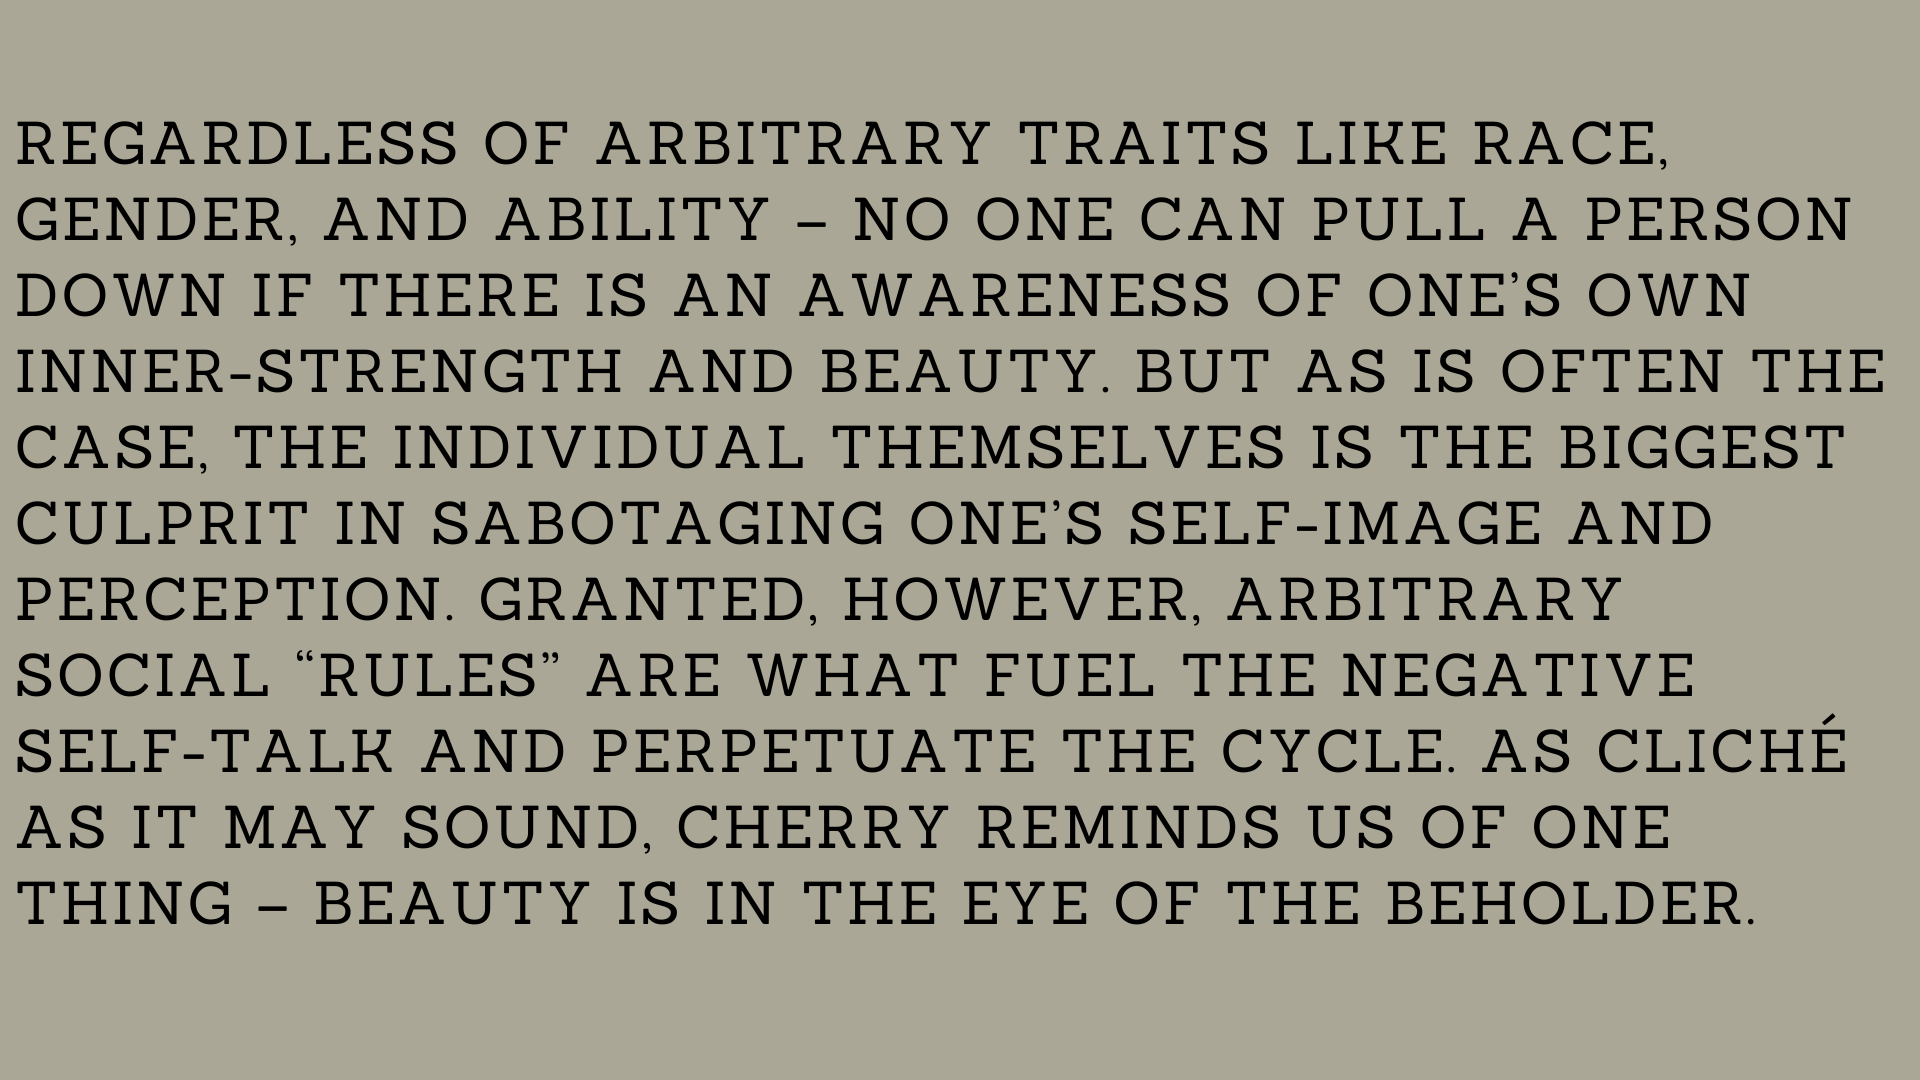 REGARDLESS OF ARBITRARY TRAITS LIKE RACE,
GENDER, AND ABILITY – NO ONE CAN PULL A PERSON
DOWN IF THERE IS AN AWARENESS OF ONE’S OWN
INNER-STRENGTH AND BEAUTY. BUT AS IS OFTEN THE
CASE, THE INDIVIDUAL THEMSELVES IS THE BIGGEST
CULPRIT IN SABOTAGING ONE’S SELF-IMAGE AND
PERCEPTION. GRANTED, HOWEVER, ARBITRARY
SOCIAL “RULES” ARE WHAT FUEL THE NEGATIVE
SELF-TALK AND PERPETUATE THE CYCLE. AS CLICHÉ
AS IT MAY SOUND, CHERRY REMINDS US OF ONE
THING – BEAUTY IS IN THE EYE OF THE BEHOLDER.